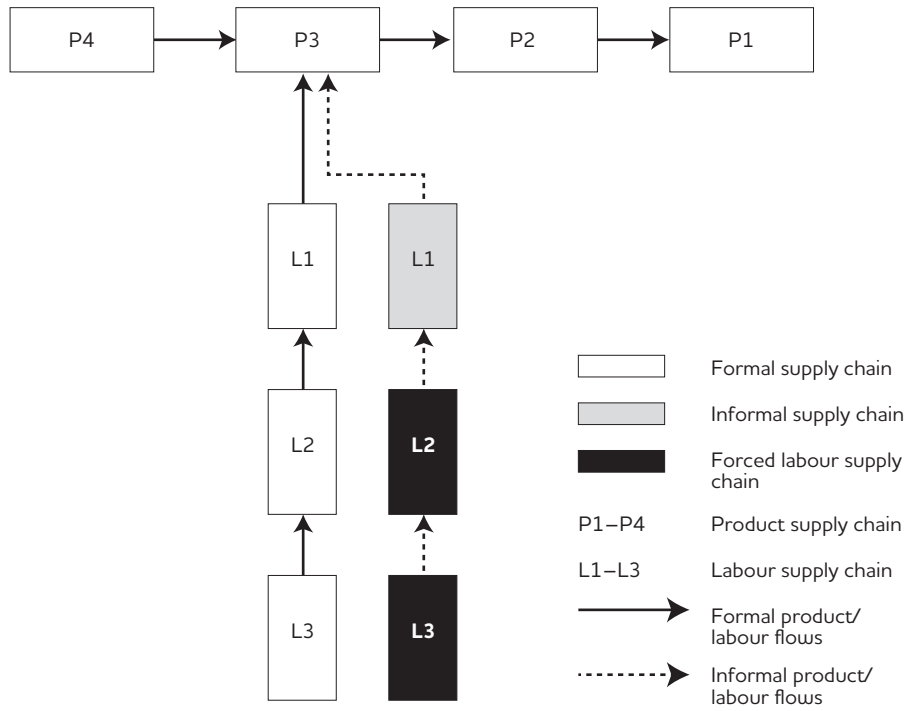 P4
P3
P2
P1
L1
L1
L2
L2
L3
L3
Formal supply chain
Informal supply chain
Forced labour supply
chain
P1–P4 Product supply chain
L1–L3 Labour supply chain
Formal product/
labour flows
Informal product/
labour flows